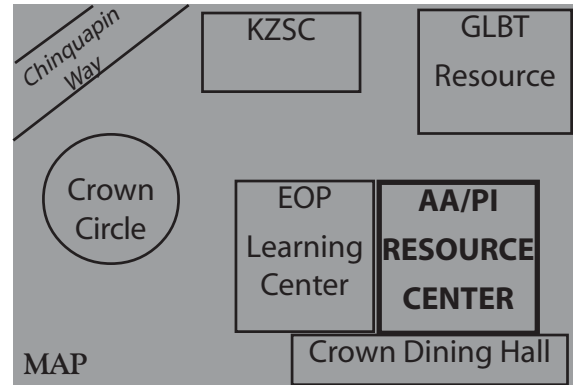 Chinquapin
Way
KZSC
GLBT
Resource
Crown
Circle
EOP
Learning
Center
AA/PI
RESOURCE
CENTER
Crown Dining Hall
MAP